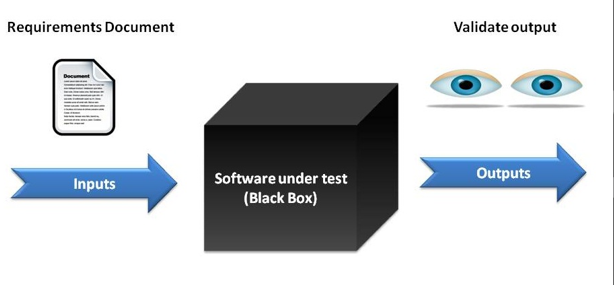 Requirements Document
Validate output
Document
Inputs
Software under test
(Black Box)
Outputs